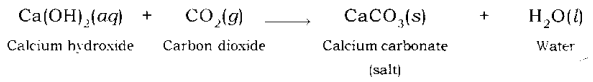 Ca(OH)₂(aq) + CO₂(g) ⟶ CaCO₃(s) + H₂O(l)
Calcium hydroxide Carbon dioxide Calcium carbonate Water
(salt)